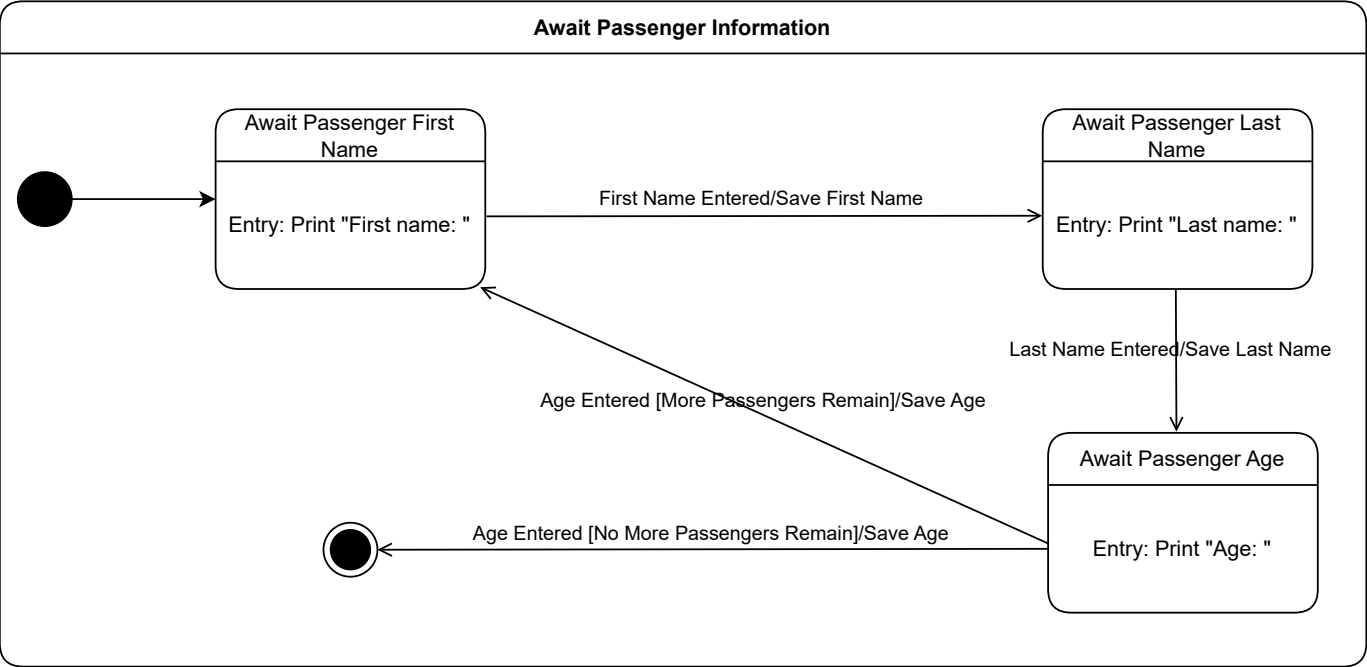 Await Passenger Information
Await Passenger First
Name
Entry: Print "First name: "
First Name Entered/Save First Name
Await Passenger Last
Name
Entry: Print "Last name: "
Last Name Entered/Save Last Name
Age Entered [More Passengers Remain]/Save Age
Await Passenger Age
Entry: Print "Age: "
Age Entered [No More Passengers Remain]/Save Age